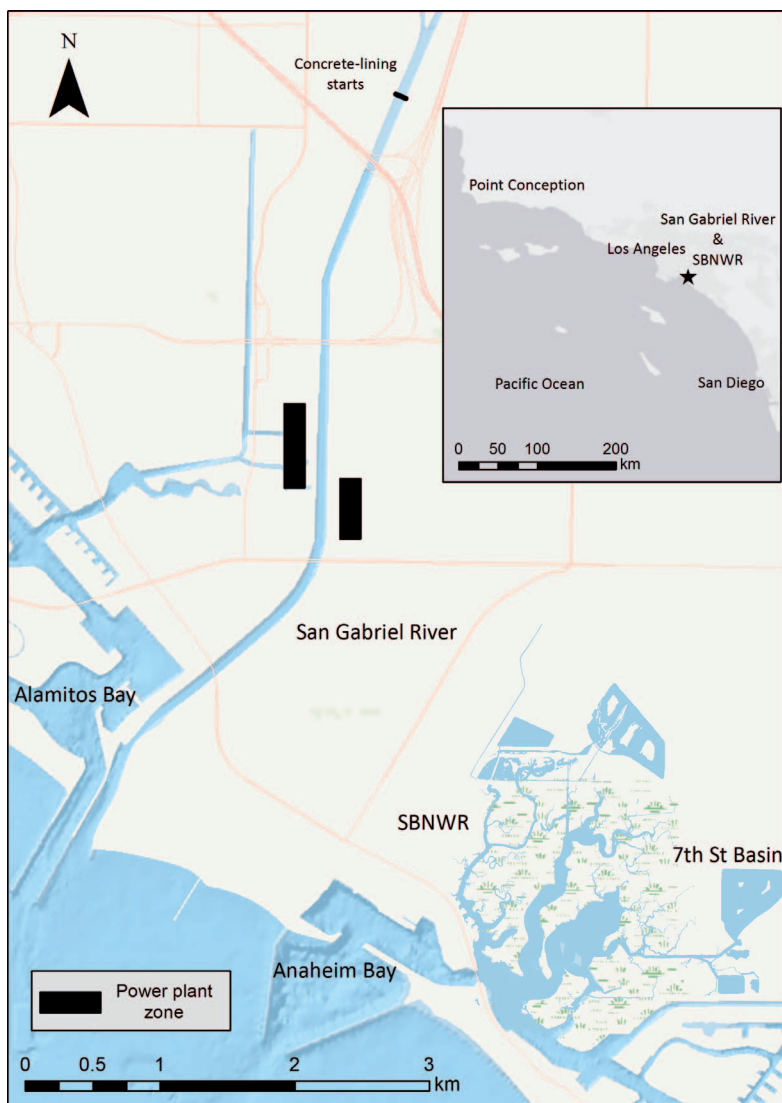 N
Concrete-lining
starts
Point Conception
San Gabriel River
&
Los Angeles
SBNWR
Pacific Ocean
San Diego
0 50 100 200
km
San Gabriel River
Alamitos Bay
SBNWR
7th St Basin
Anaheim Bay
Power plant
zone
0 0.5 1 2 3
km